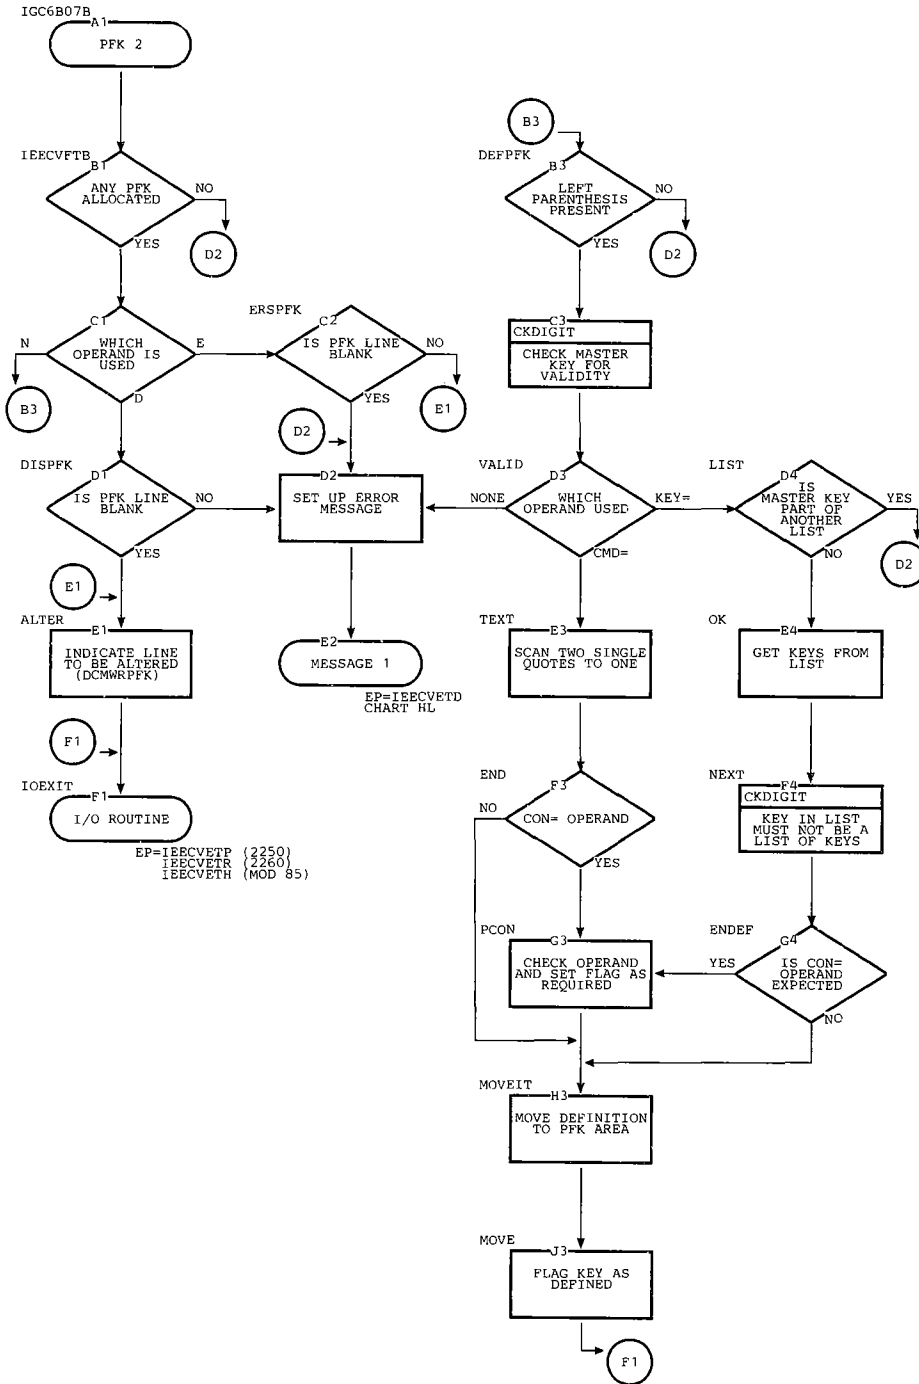 IGC6B07B
A1
PFK 2
B3
IEECVFTB
B1
ANY PFK
ALLOCATED
NO
YES
D2
DEFPFK
B3
LEFT
PARENTHESIS
PRESENT
NO
YES
D2
C1
WHICH
OPERAND IS
USED
N
E
D
B3
ERSPFK
C2
IS PFK LINE
BLANK
NO
YES
E1
D2
C3
CKDIGIT
CHECK MASTER
KEY FOR
VALIDITY
DISPFK
D1
IS PFK LINE
BLANK
NO
YES
D2
SET UP ERROR
MESSAGE
VALID
D3
WHICH
OPERAND USED
NONE
KEY=
CMD=
LIST
D4
IS
MASTER KEY
PART OF
ANOTHER
LIST
YES
NO
D2
E1
ALTER
E1
INDICATE LINE
TO BE ALTERED
(DCMWRPFK)
E2
MESSAGE 1
EP=IEECVETD
CHART HL
TEXT
E3
SCAN TWO SINGLE
QUOTES TO ONE
OK
E4
GET KEYS FROM
LIST
F1
IOEXIT
F1
I/O ROUTINE
EP=IEECVETP (2250)
IEECVETR (2260)
IEECVETH (MOD 85)
END
F3
CON= OPERAND
NO
YES
NEXT
F4
CKDIGIT
KEY IN LIST
MUST NOT BE A
LIST OF KEYS
PCON
G3
CHECK OPERAND
AND SET FLAG AS
REQUIRED
ENDEF
G4
IS CON=
OPERAND
EXPECTED
YES
NO
MOVEIT
H3
MOVE DEFINITION
TO PFK AREA
MOVE
J3
FLAG KEY AS
DEFINED
F1